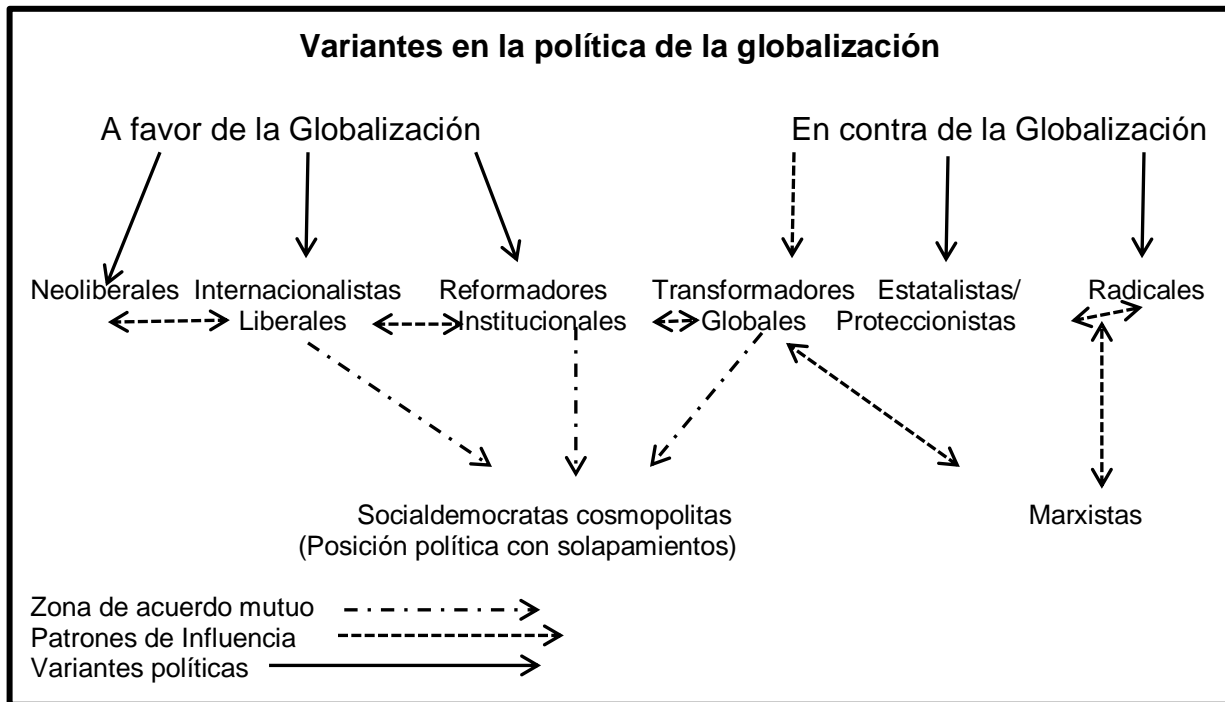 Variantes en la política de la globalización
A favor de la Globalización
En contra de la Globalización
Neoliberales
Internacionalistas
Liberales
Reformadores
Institucionales
Transformadores
Globales
Estatalistas/
Proteccionistas
Radicales
Socialdemocratas cosmopolitas
(Posición política con solapamientos)
Marxistas
Zona de acuerdo mutuo
Patrones de Influencia
Variantes políticas